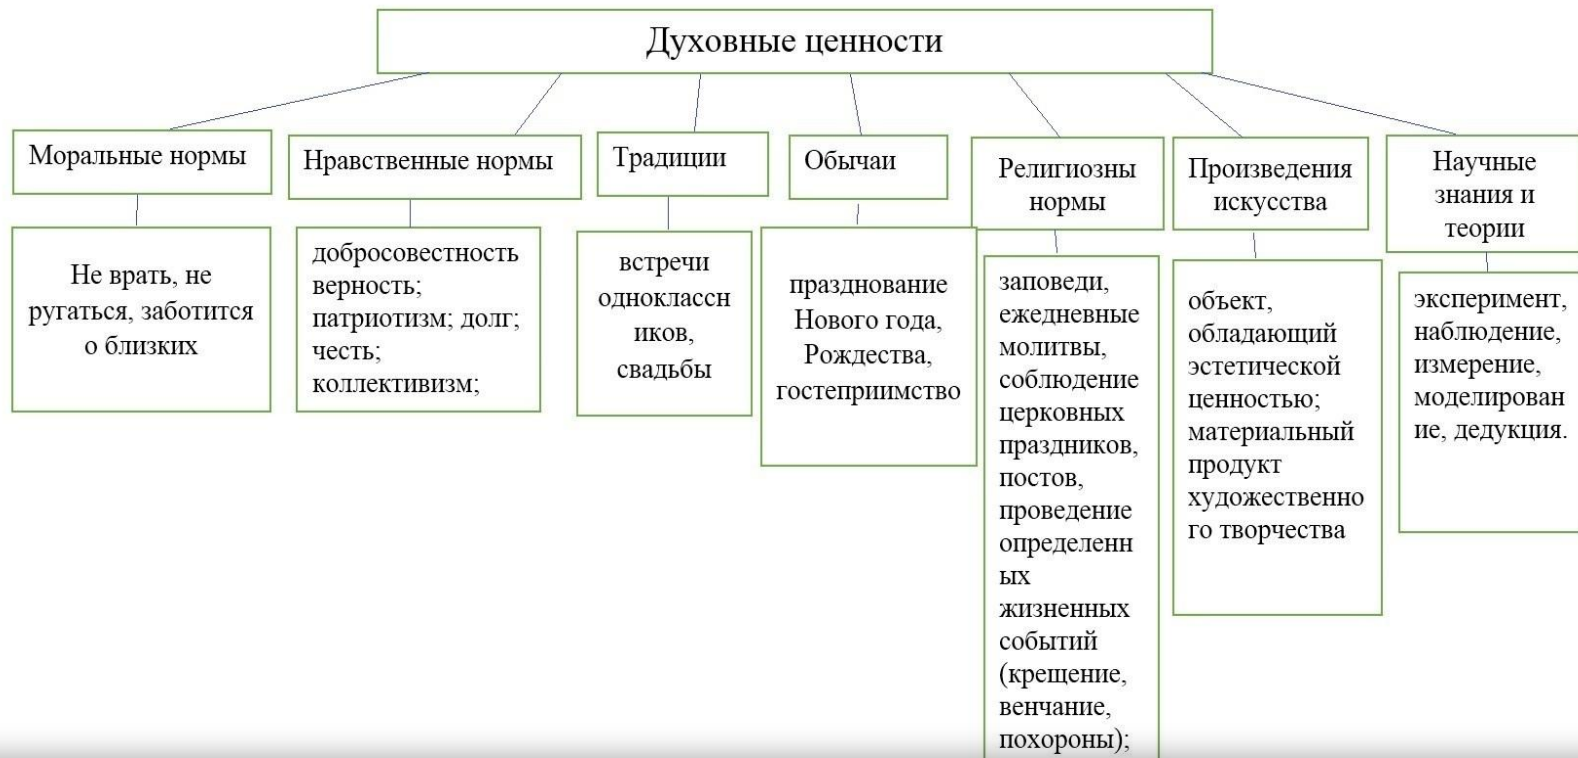 Духовные ценности
Моральные нормы
Не врать, не
ругаться, заботится
о близких
Нравственные нормы
добросовестность
верность;
патриотизм; долг;
честь;
коллективизм;
Традиции
встречи
одноклассн
иков,
свадьбы
Обычаи
празднование
Нового года,
Рождества,
гостеприимство
Религиозны
нормы
заповеди,
ежедневные
молитвы,
соблюдение
церковных
праздников,
постов,
проведение
определенн
ых
жизненных
событий
(крещение,
венчание,
похороны);
Произведения
искусства
объект,
обладающий
эстетической
ценностью;
материальный
продукт
художественно
го творчества
Научные
знания и
теории
эксперимент,
наблюдение,
измерение,
моделирован
ие, дедукция.